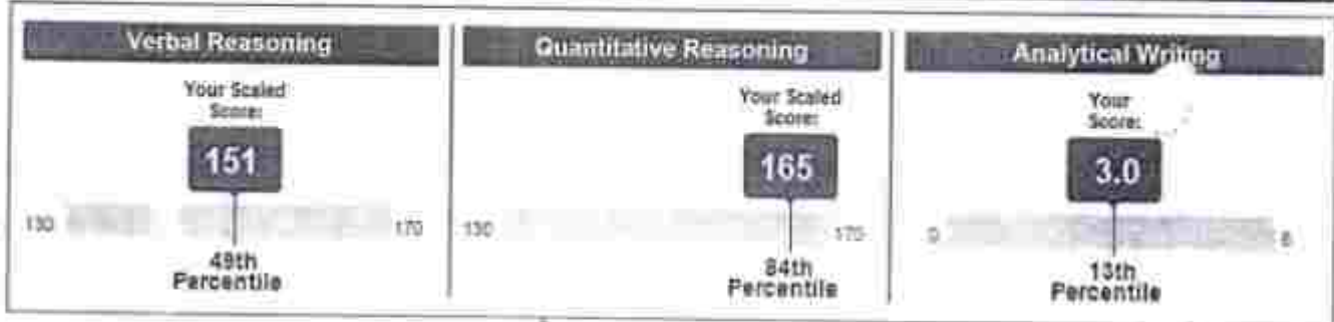 Verbal Reasoning
Your Scaled
Score:
151
130
170
49th
Percentile
Quantitative Reasoning
Your Scaled
Score:
165
130
170
84th
Percentile
Analytical Writing
Your
Score:
3.0
0
6
13th
Percentile